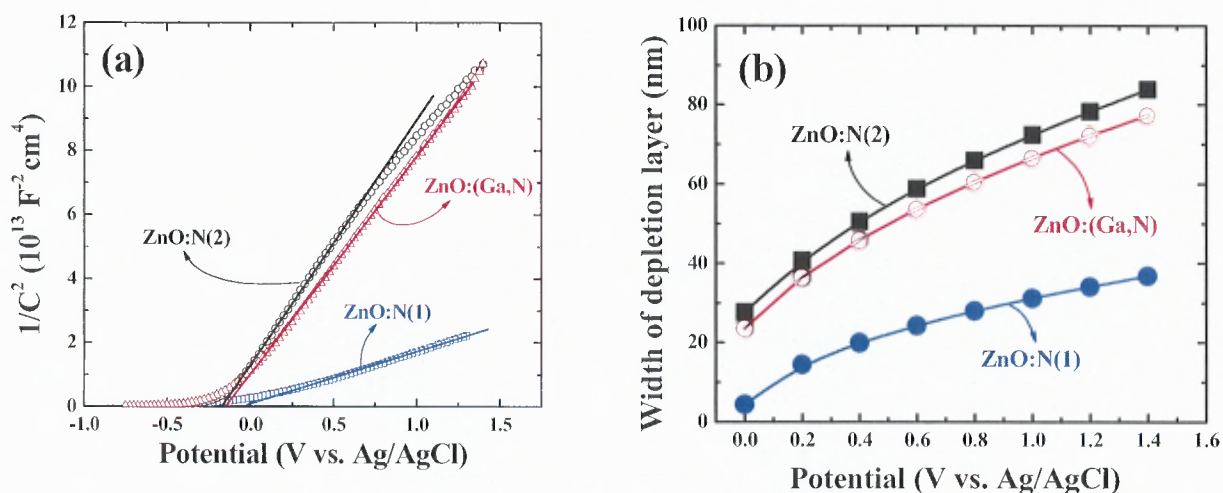 (a)
12
10
8
6
4
2
0
1/C² (10¹³ F⁻² cm⁴)
ZnO:(Ga,N)
ZnO:N(2)
ZnO:N(1)
-1.0 -0.5 0.0 0.5 1.0 1.5
Potential (V vs. Ag/AgCl)
(b)
100
80
60
40
20
0
Width of depletion layer (nm)
ZnO:N(2)
ZnO:(Ga,N)
ZnO:N(1)
0.0 0.2 0.4 0.6 0.8 1.0 1.2 1.4 1.6
Potential (V vs. Ag/AgCl)